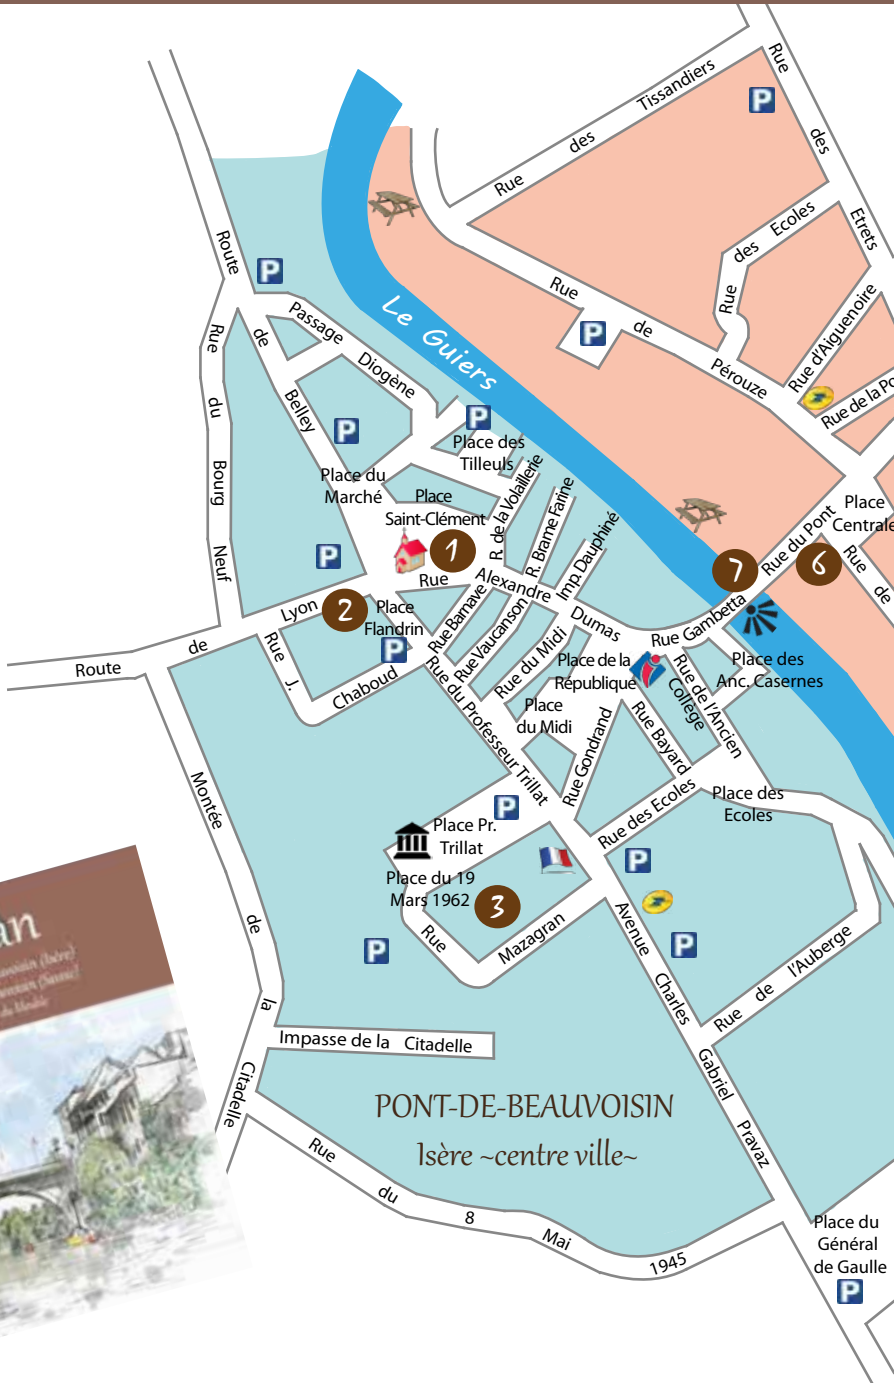 Rue des Tissandiers
Rue des Etrets
Rue des Ecoles
Rue d'Aiguenoire
Rue de la
Rue de Pérouze
Place
Centrale
Rue de
Rue du Pont
6
7
Le Guiers
Route de Belley
Passage Diogène
Rue du Bourg Neuf
P
P
P
P
P
P
P
P
P
P
P
P
Place des
Tilleuls
Place du
Marché
Place
Saint-Clément
R. de la Volaillerie
R. Brame Farine
Imp. Dauphiné
1
Rue Alexandre Dumas
Rue Gambetta
2
Place
Flandrin
Route de Lyon
Rue J. Chaboud
Rue Barnave
Rue Vaucanson
Rue du Midi
Rue du Professeur Trillat
Place de la
République
Place
du Midi
Place des
Anc. Casernes
Rue de l'Ancien
Collège
Rue Bayard
Rue Gondrand
Rue des Ecoles
Place des
Ecoles
Place Pr.
Trillat
Place du 19
Mars 1962
3
Rue Mazagran
Montée de la Citadelle
Impasse de la Citadelle
Avenue Charles Gabriel Pravaz
Rue de l'Auberge
PONT-DE-BEAUVOISIN
Isère ~centre ville~
Rue du 8 Mai 1945
Place du
Général
de Gaulle
an